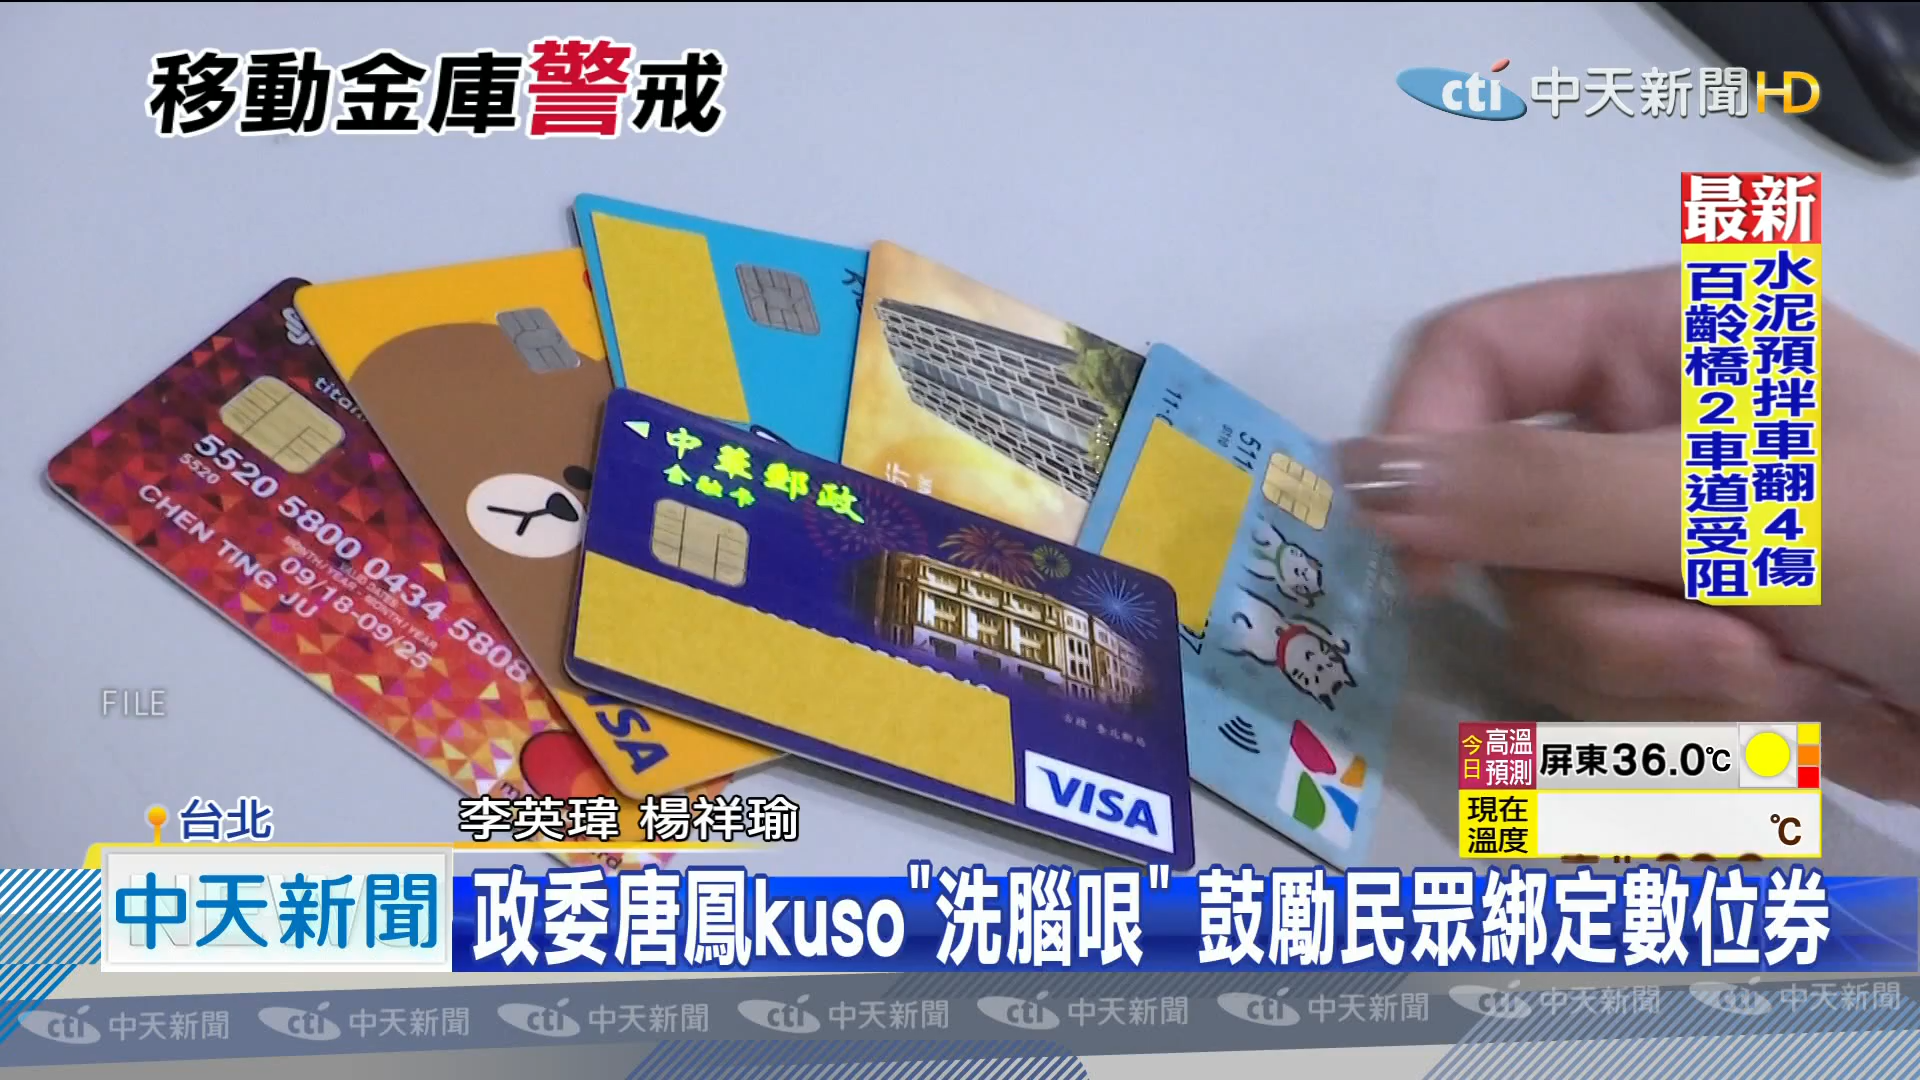 移動金庫警戒
cti 中天新聞HD
最新
水泥預拌車翻4傷
百齡橋2車道受阻
titan
5520 5800 0434 5808
5520
MONTH/YEAR - MONTH/YEAR
09/18-09/25
CHEN TING JU
中華郵政
金融卡
VISA
VISA
FILE
今日高溫預測
屏東36.0℃
現在溫度
℃
台北
李英瑋 楊祥瑜
中天新聞
政委唐鳳kuso"洗腦哏" 鼓勵民眾綁定數位券
cti 中天新聞 cti 中天新聞 cti 中天新聞 cti 中天新聞 cti 中天新聞 cti 中天新聞 cti 中天新聞 cti 中天新聞